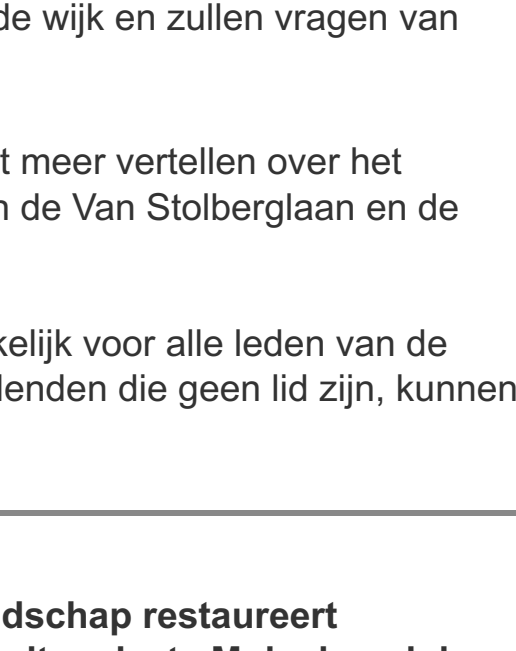 de wijk en zullen vragen van
t meer vertellen over het
n de Van Stolberglaan en de
kelijk voor alle leden van de
lenden die geen lid zijn, kunnen
dschap restaureert